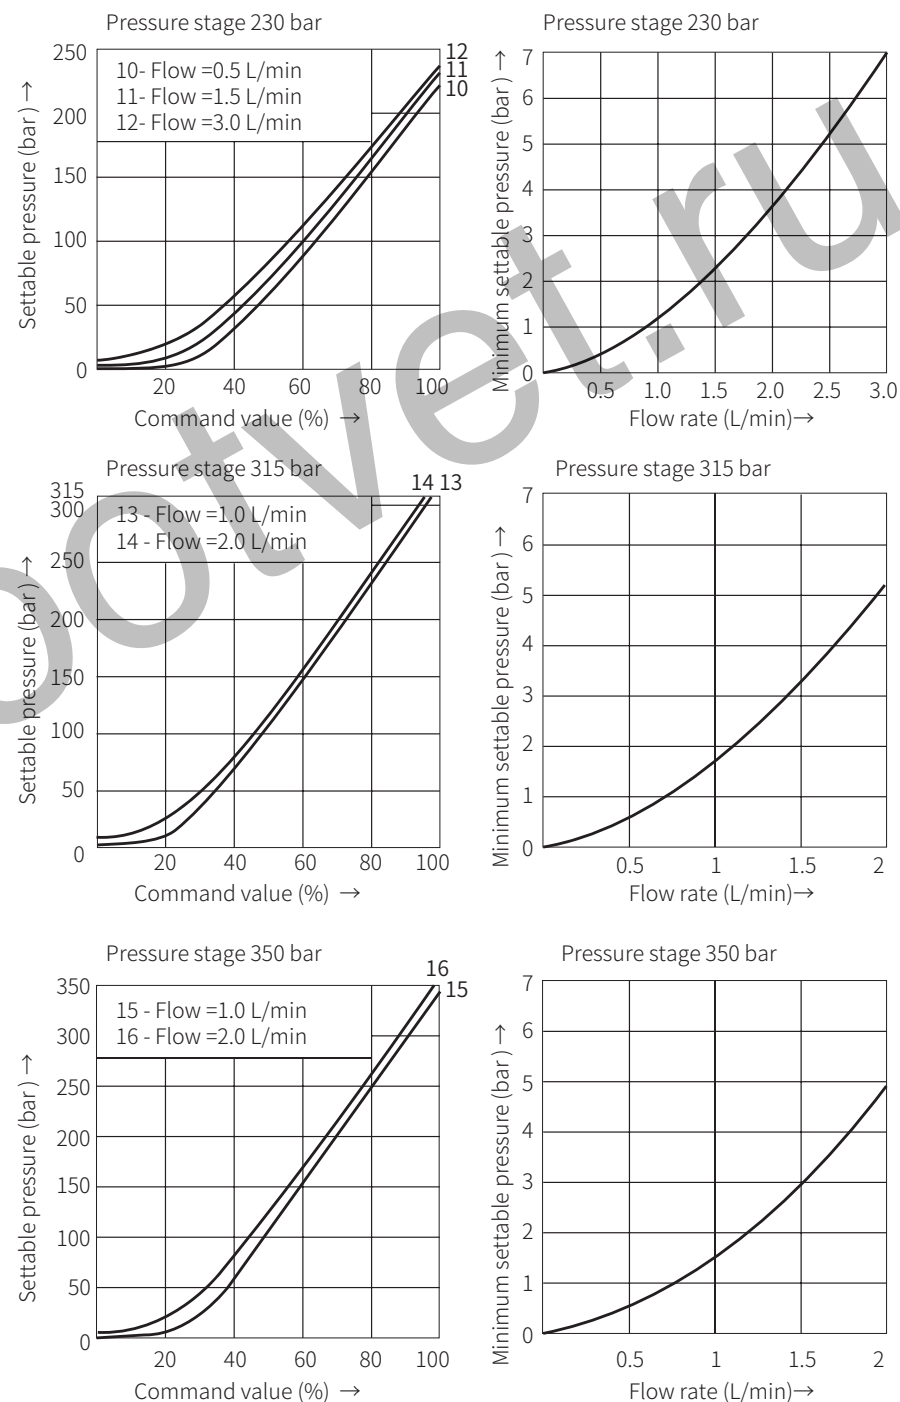 Pressure stage 230 bar
250
200
150
100
50
0
Settable pressure (bar) →
10- Flow =0.5 L/min
11- Flow =1.5 L/min
12- Flow =3.0 L/min
12
11
10
20 40 60 80 100
Command value (%) →
Pressure stage 230 bar
7
6
5
4
3
2
1
0
Minimum settable pressure (bar) →
0.5 1.0 1.5 2.0 2.5 3.0
Flow rate (L/min)→
Pressure stage 315 bar
315
300
250
200
150
100
50
0
Settable pressure (bar) →
13 - Flow =1.0 L/min
14 - Flow =2.0 L/min
14 13
20 40 60 80 100
Command value (%) →
Pressure stage 315 bar
7
6
5
4
3
2
1
0
Minimum settable pressure (bar) →
0.5 1 1.5 2
Flow rate (L/min)→
Pressure stage 350 bar
350
300
250
200
150
100
50
0
Settable pressure (bar) →
15 - Flow =1.0 L/min
16 - Flow =2.0 L/min
16
15
20 40 60 80 100
Command value (%) →
Pressure stage 350 bar
7
6
5
4
3
2
1
0
Minimum settable pressure (bar) →
0.5 1 1.5 2
Flow rate (L/min)→
otvet.ru